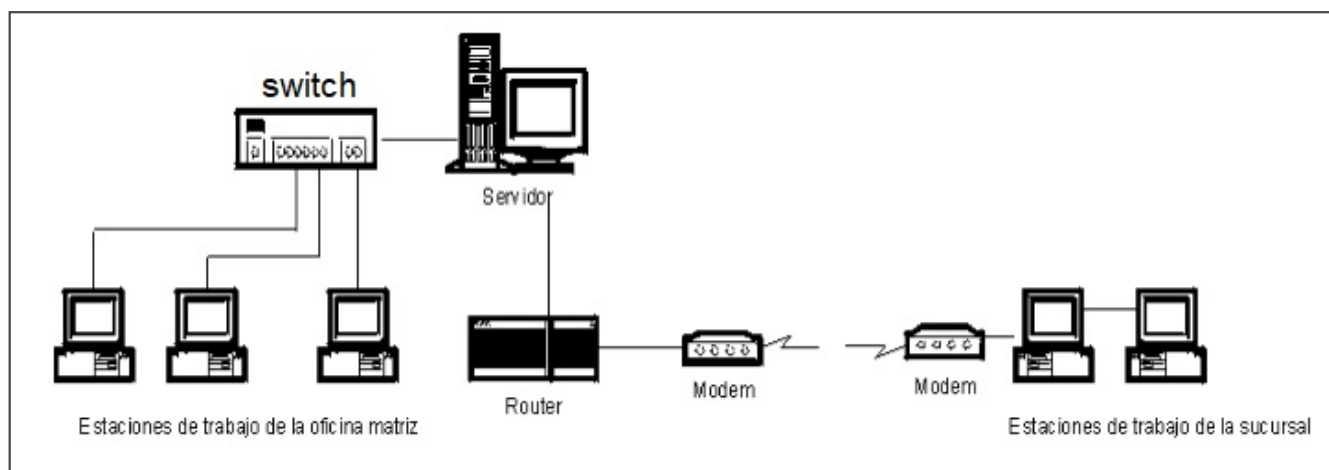 switch
Servidor
Router
Modem
Modem
Estaciones de trabajo de la oficina matriz
Estaciones de trabajo de la sucursal